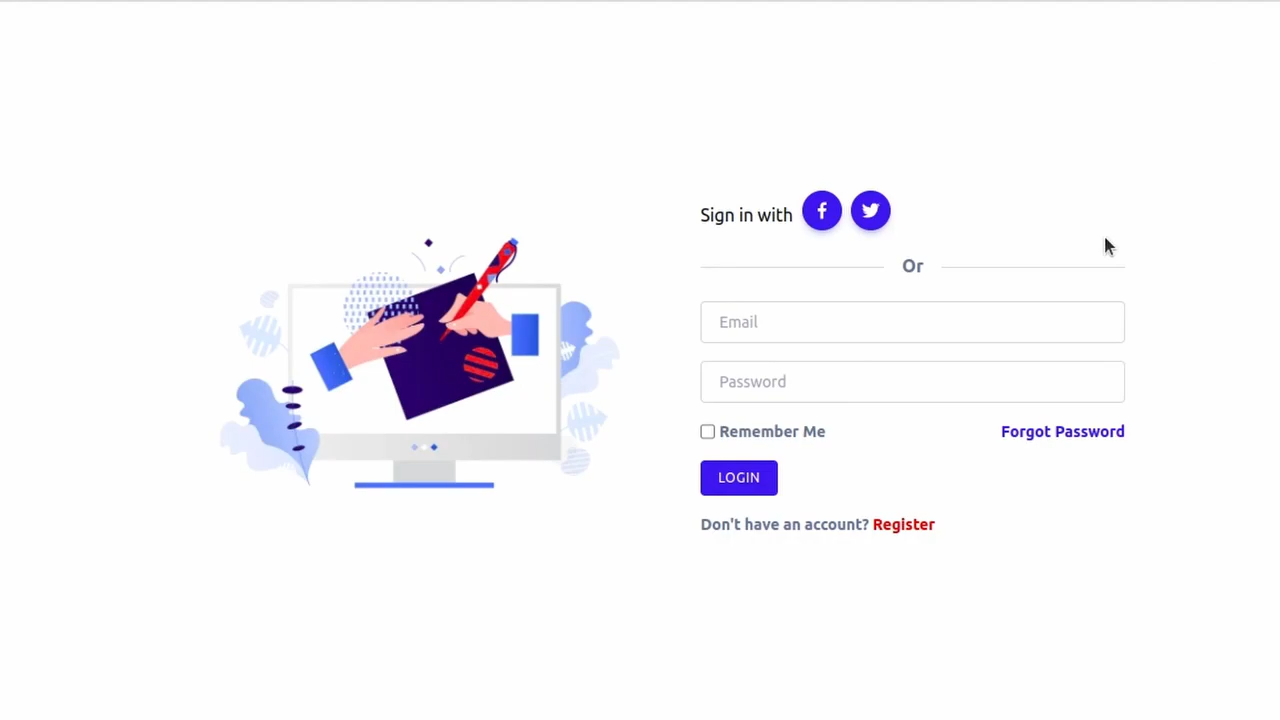 Sign in with
Or
Email
Password
Remember Me
Forgot Password
LOGIN
Don't have an account? Register